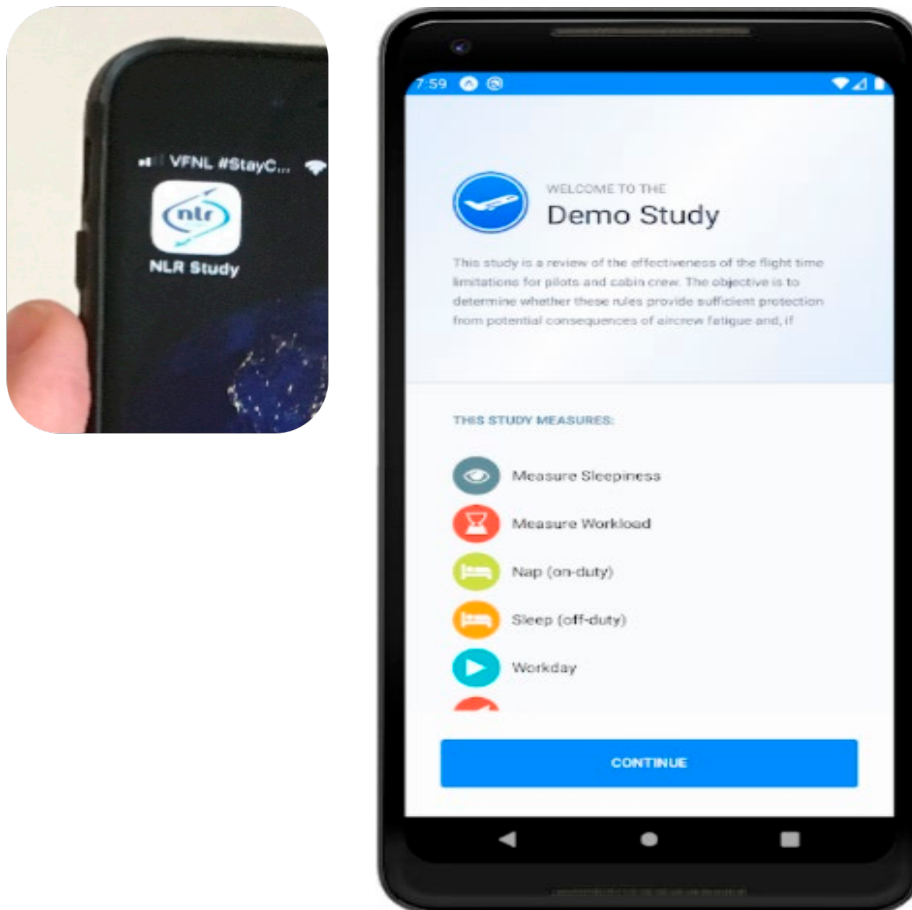 VFNL #StayC...
nlr
NLR Study
7:59
WELCOME TO THE
Demo Study
This study is a review of the effectiveness of the flight time
limitations for pilots and cabin crew. The objective is to
determine whether these rules provide sufficient protection
from potential consequences of aircrew fatigue and, if
THIS STUDY MEASURES:
Measure Sleepiness
Measure Workload
Nap (on-duty)
Sleep (off-duty)
Workday
CONTINUE